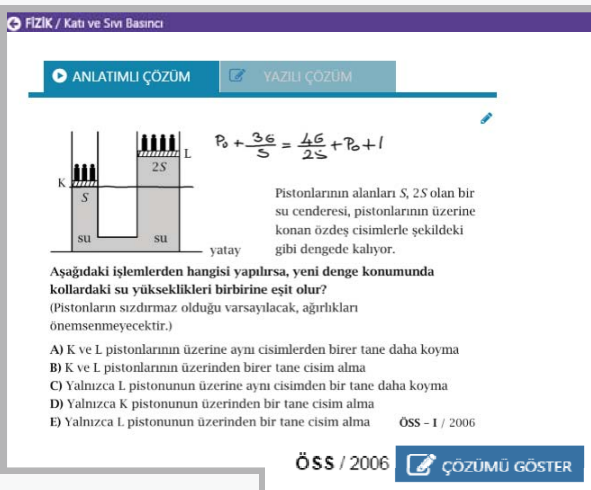 FİZİK / Katı ve Sıvı Basıncı
ANLATIMLI ÇÖZÜM
YAZILI ÇÖZÜM
P₀ + 3G/S = 4G/2S + P₀ + 1
L
2S
K
S
su
su
yatay
Pistonlarının alanları S, 2S olan bir
su cenderesi, pistonlarının üzerine
konan özdeş cisimlerle şekildeki
gibi dengede kalıyor.
Aşağıdaki işlemlerden hangisi yapılırsa, yeni denge konumunda
kollardaki su yükseklikleri birbirine eşit olur?
(Pistonların sızdırmaz olduğu varsayılacak, ağırlıkları
önemsenmeyecektir.)
A) K ve L pistonlarının üzerine aynı cisimlerden birer tane daha koyma
B) K ve L pistonlarının üzerinden birer tane cisim alma
C) Yalnızca L pistonunun üzerine aynı cisimden bir tane daha koyma
D) Yalnızca K pistonunun üzerinden bir tane cisim alma
E) Yalnızca L pistonunun üzerinden bir tane cisim alma ÖSS – I / 2006
ÖSS / 2006
ÇÖZÜMÜ GÖSTER